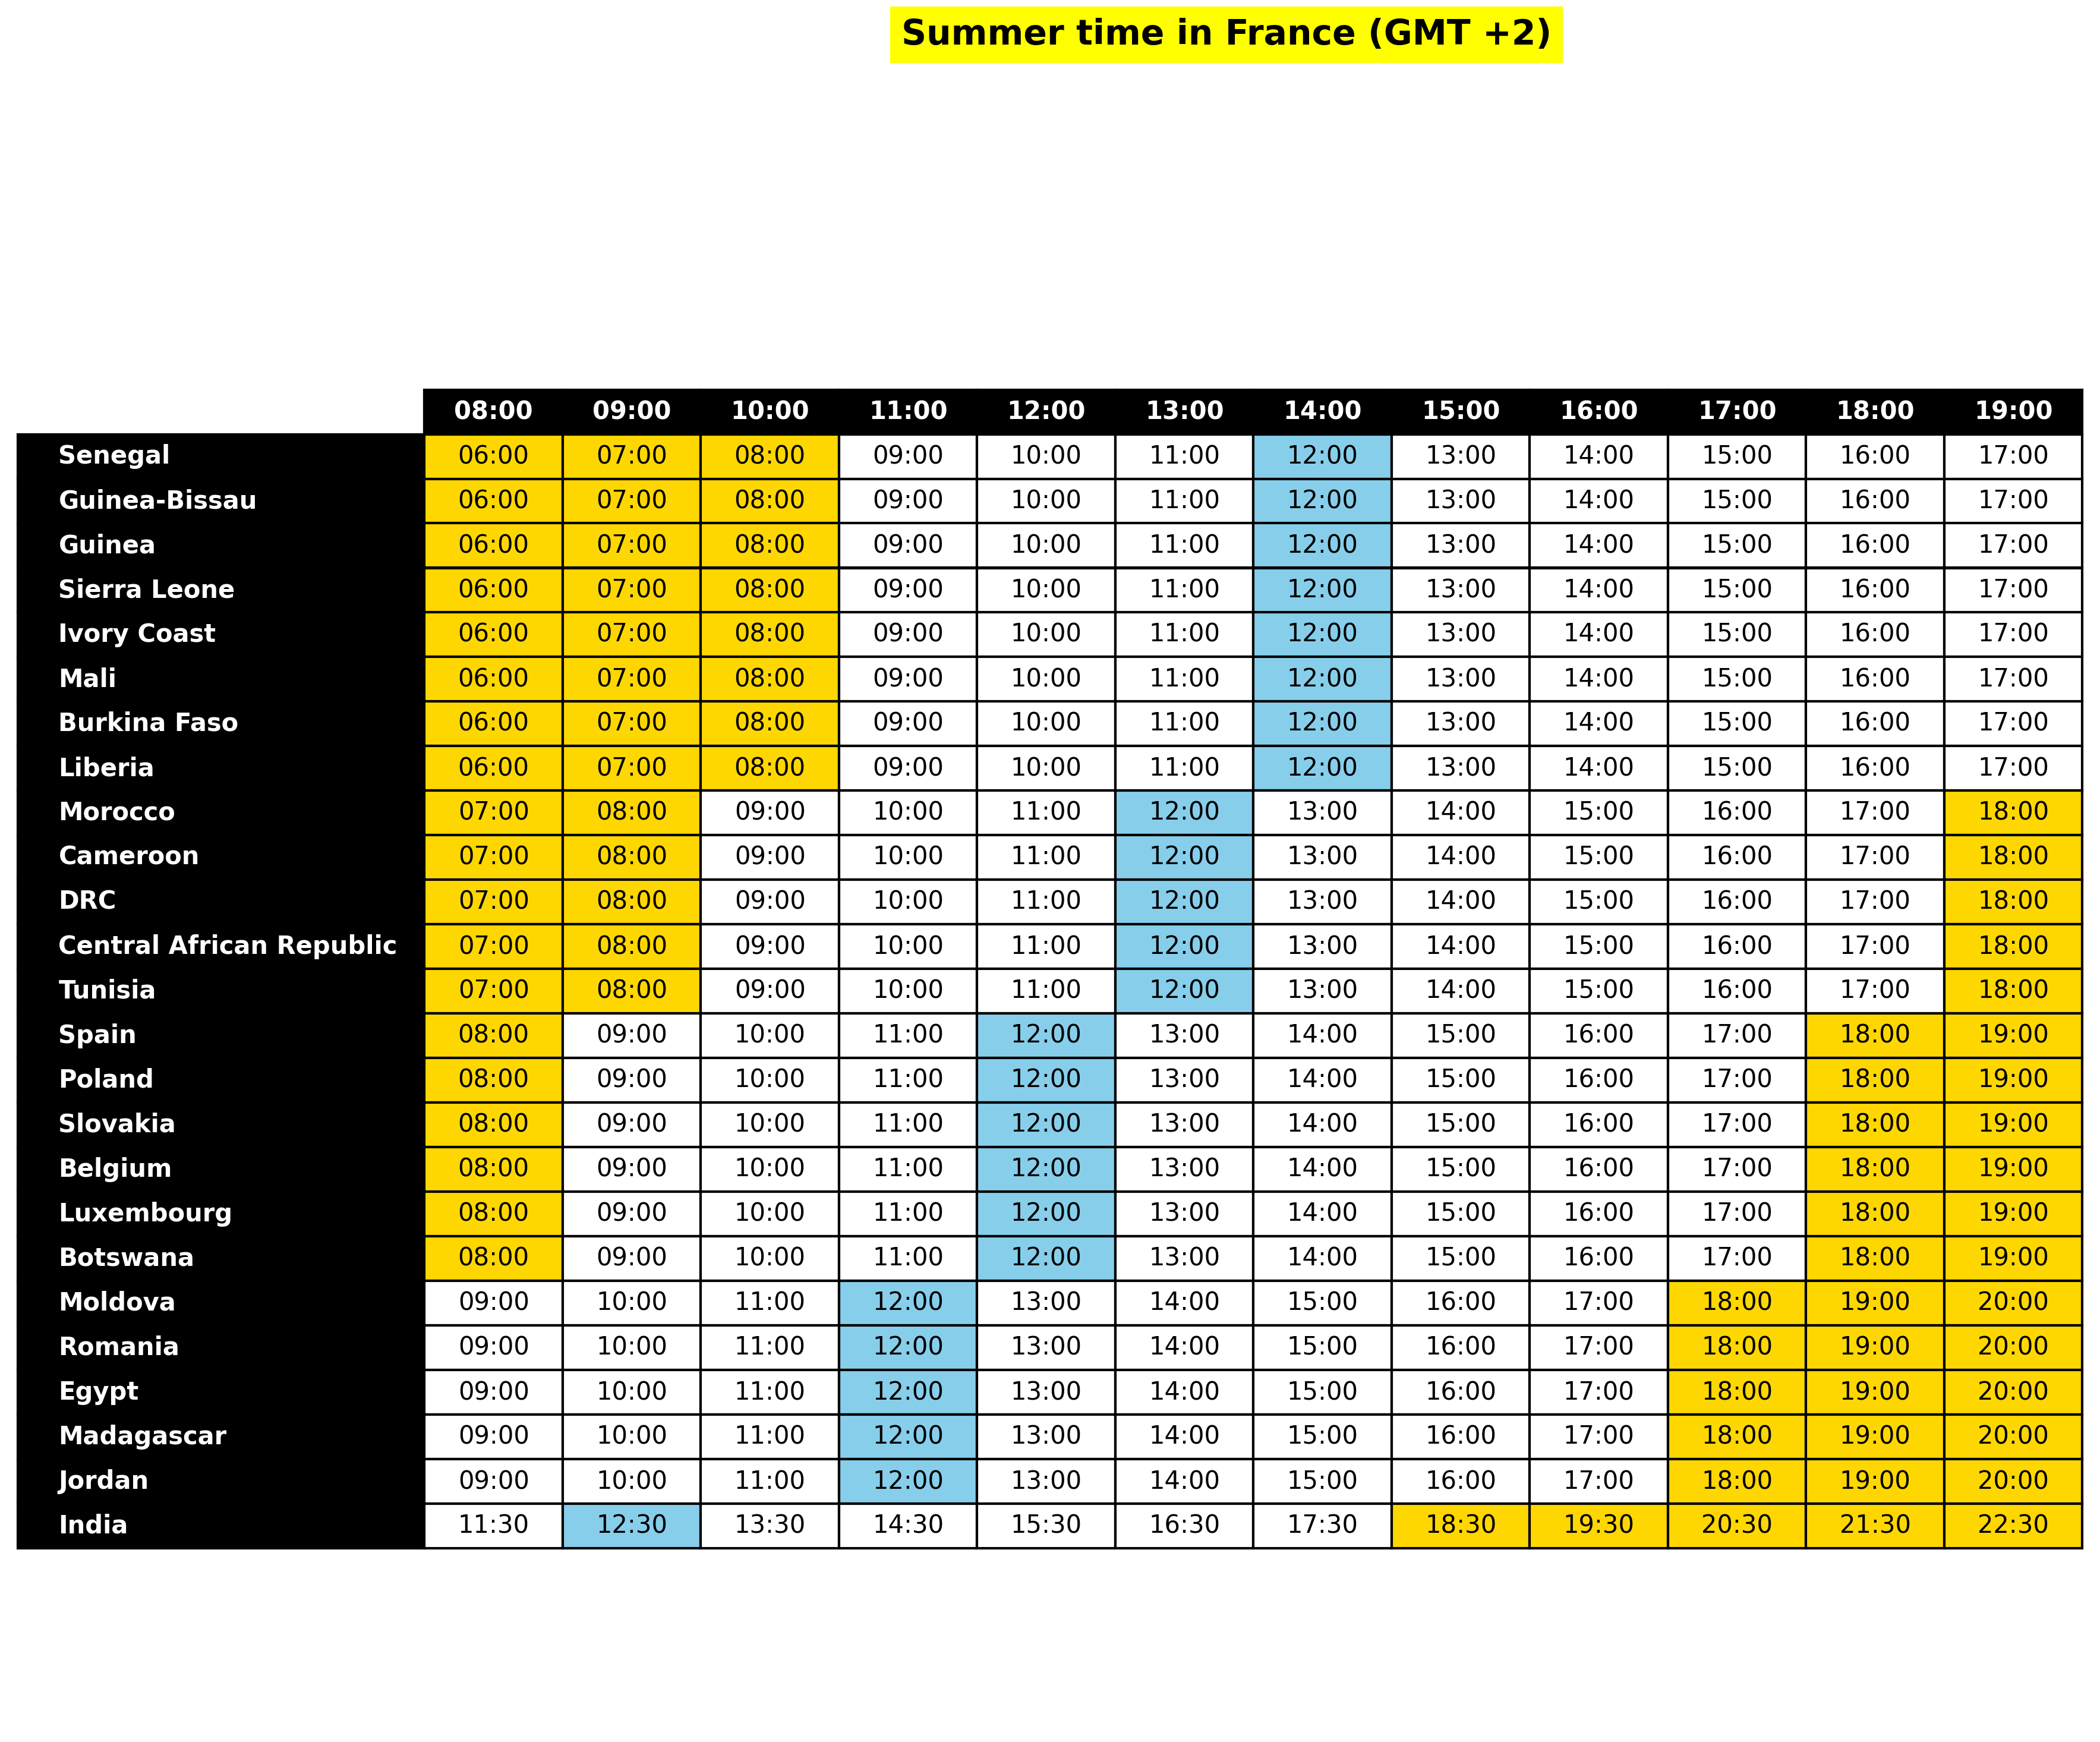 Summer time in France (GMT +2)
08:00 09:00 10:00 11:00 12:00 13:00 14:00 15:00 16:00 17:00 18:00 19:00
Senegal 06:00 07:00 08:00 09:00 10:00 11:00 12:00 13:00 14:00 15:00 16:00 17:00
Guinea-Bissau 06:00 07:00 08:00 09:00 10:00 11:00 12:00 13:00 14:00 15:00 16:00 17:00
Guinea 06:00 07:00 08:00 09:00 10:00 11:00 12:00 13:00 14:00 15:00 16:00 17:00
Sierra Leone 06:00 07:00 08:00 09:00 10:00 11:00 12:00 13:00 14:00 15:00 16:00 17:00
Ivory Coast 06:00 07:00 08:00 09:00 10:00 11:00 12:00 13:00 14:00 15:00 16:00 17:00
Mali 06:00 07:00 08:00 09:00 10:00 11:00 12:00 13:00 14:00 15:00 16:00 17:00
Burkina Faso 06:00 07:00 08:00 09:00 10:00 11:00 12:00 13:00 14:00 15:00 16:00 17:00
Liberia 06:00 07:00 08:00 09:00 10:00 11:00 12:00 13:00 14:00 15:00 16:00 17:00
Morocco 07:00 08:00 09:00 10:00 11:00 12:00 13:00 14:00 15:00 16:00 17:00 18:00
Cameroon 07:00 08:00 09:00 10:00 11:00 12:00 13:00 14:00 15:00 16:00 17:00 18:00
DRC 07:00 08:00 09:00 10:00 11:00 12:00 13:00 14:00 15:00 16:00 17:00 18:00
Central African Republic 07:00 08:00 09:00 10:00 11:00 12:00 13:00 14:00 15:00 16:00 17:00 18:00
Tunisia 07:00 08:00 09:00 10:00 11:00 12:00 13:00 14:00 15:00 16:00 17:00 18:00
Spain 08:00 09:00 10:00 11:00 12:00 13:00 14:00 15:00 16:00 17:00 18:00 19:00
Poland 08:00 09:00 10:00 11:00 12:00 13:00 14:00 15:00 16:00 17:00 18:00 19:00
Slovakia 08:00 09:00 10:00 11:00 12:00 13:00 14:00 15:00 16:00 17:00 18:00 19:00
Belgium 08:00 09:00 10:00 11:00 12:00 13:00 14:00 15:00 16:00 17:00 18:00 19:00
Luxembourg 08:00 09:00 10:00 11:00 12:00 13:00 14:00 15:00 16:00 17:00 18:00 19:00
Botswana 08:00 09:00 10:00 11:00 12:00 13:00 14:00 15:00 16:00 17:00 18:00 19:00
Moldova 09:00 10:00 11:00 12:00 13:00 14:00 15:00 16:00 17:00 18:00 19:00 20:00
Romania 09:00 10:00 11:00 12:00 13:00 14:00 15:00 16:00 17:00 18:00 19:00 20:00
Egypt 09:00 10:00 11:00 12:00 13:00 14:00 15:00 16:00 17:00 18:00 19:00 20:00
Madagascar 09:00 10:00 11:00 12:00 13:00 14:00 15:00 16:00 17:00 18:00 19:00 20:00
Jordan 09:00 10:00 11:00 12:00 13:00 14:00 15:00 16:00 17:00 18:00 19:00 20:00
India 11:30 12:30 13:30 14:30 15:30 16:30 17:30 18:30 19:30 20:30 21:30 22:30